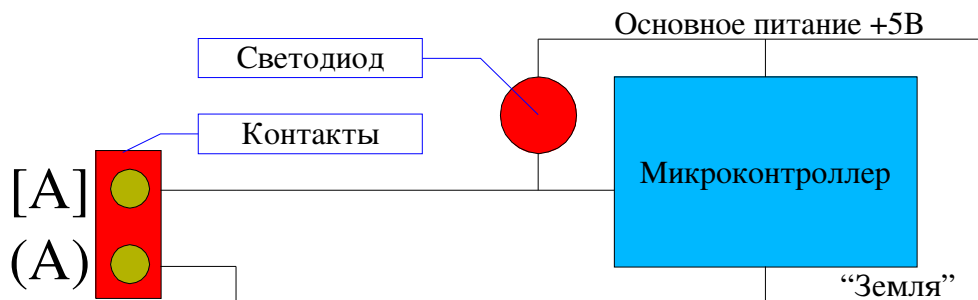 Основное питание +5В
Светодиод
Контакты
[А]
Микроконтроллер
(А)
“Земля”